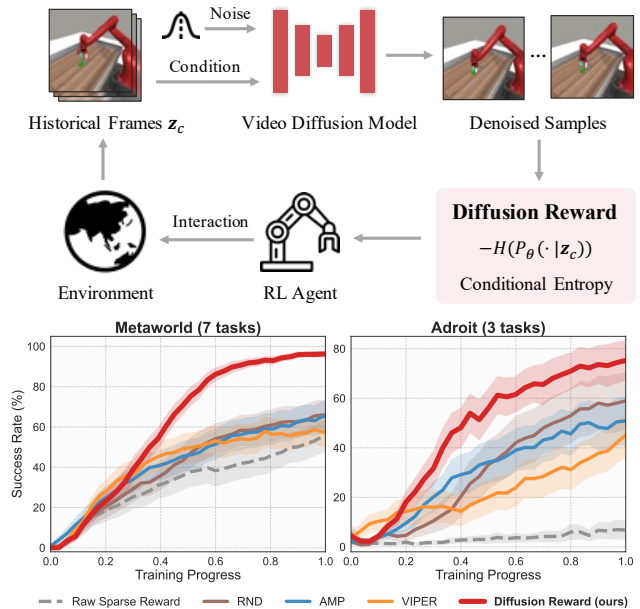 Noise
Condition
Historical Frames z_c
Video Diffusion Model
...
Denoised Samples
Diffusion Reward
−H(P_θ(· |z_c))
Conditional Entropy
Interaction
Environment
RL Agent
Metaworld (7 tasks)
Adroit (3 tasks)
Success Rate (%)
100
80
60
40
20
0
80
60
40
20
0
0.0 0.2 0.4 0.6 0.8 1.0
0.0 0.2 0.4 0.6 0.8 1.0
Training Progress
Training Progress
Raw Sparse Reward RND AMP VIPER Diffusion Reward (ours)